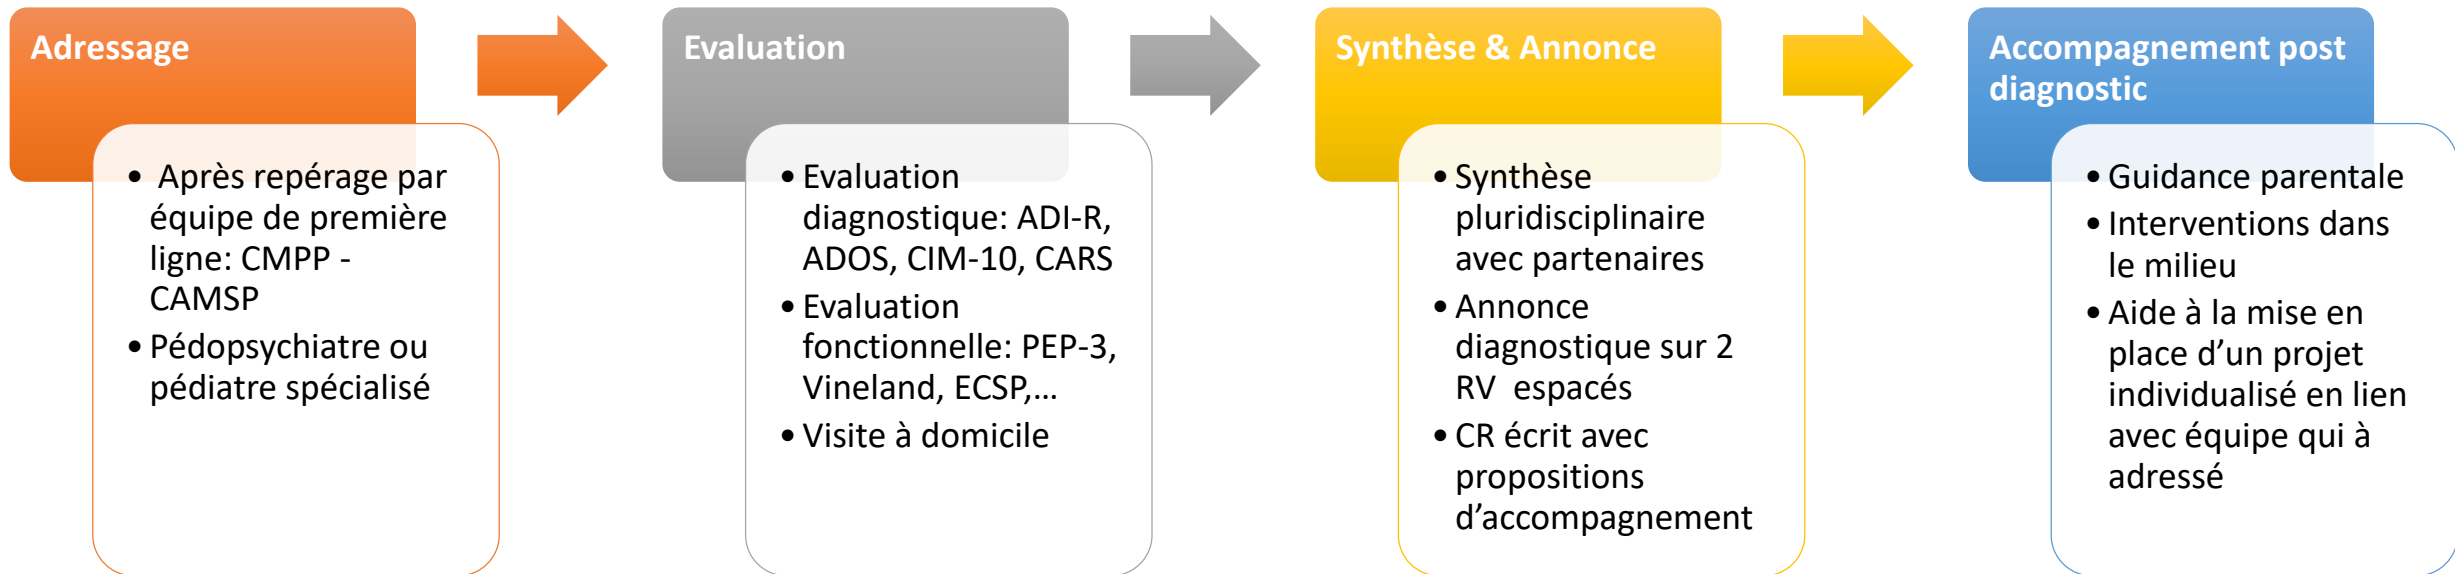 Adressage
• Après repérage par
équipe de première
ligne: CMPP -
CAMSP
• Pédopsychiatre ou
pédiatre spécialisé
Evaluation
• Evaluation
diagnostique: ADI-R,
ADOS, CIM-10, CARS
• Evaluation
fonctionnelle: PEP-3,
Vineland, ECSP,...
• Visite à domicile
Synthèse & Annonce
• Synthèse
pluridisciplinaire
avec partenaires
• Annonce
diagnostique sur 2
RV espacés
• CR écrit avec
propositions
d’accompagnement
Accompagnement post
diagnostic
• Guidance parentale
• Interventions dans
le milieu
• Aide à la mise en
place d’un projet
individualisé en lien
avec équipe qui à
adressé